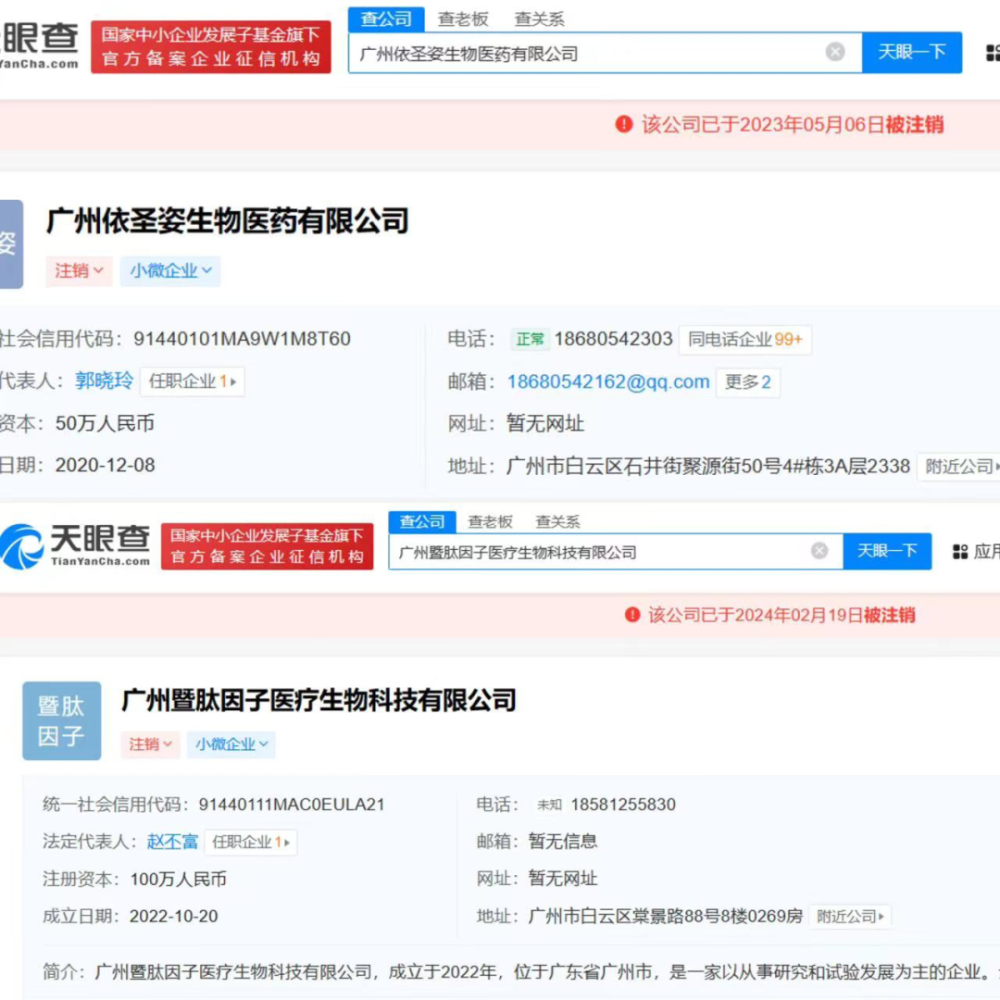 查公司 查老板 查关系
眼查 国家中小企业发展子基金旗下
官方备案企业征信机构
YanCha.com
广州依圣姿生物医药有限公司 天眼一下
该公司已于2023年05月06日被注销
姿
广州依圣姿生物医药有限公司
注销 小微企业
社会信用代码：91440101MA9W1M8T60
代表人：郭晓玲 任职企业1
资本：50万人民币
日期：2020-12-08
电话：正常 18680542303 同电话企业99+
邮箱：18680542162@qq.com 更多2
网址：暂无网址
地址：广州市白云区石井街聚源街50号4#栋3A层2338 附近公司
查公司 查老板 查关系
天眼查 国家中小企业发展子基金旗下
官方备案企业征信机构
TianYanCha.com
广州暨肽因子医疗生物科技有限公司 天眼一下 应用
该公司已于2024年02月19日被注销
暨肽
因子
广州暨肽因子医疗生物科技有限公司
注销 小微企业
统一社会信用代码：91440111MAC0EULA21
法定代表人：赵丕富 任职企业1
注册资本：100万人民币
成立日期：2022-10-20
电话：未知 18581255830
邮箱：暂无信息
网址：暂无网址
地址：广州市白云区棠景路88号8楼0269房 附近公司
简介：广州暨肽因子医疗生物科技有限公司，成立于2022年，位于广东省广州市，是一家以从事研究和试验发展为主的企业。